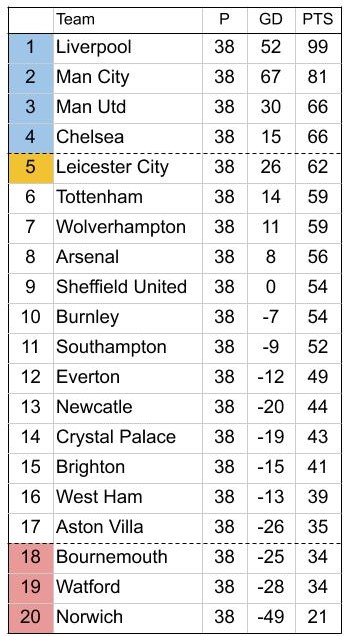 Team P GD PTS
1 Liverpool 38 52 99
2 Man City 38 67 81
3 Man Utd 38 30 66
4 Chelsea 38 15 66
5 Leicester City 38 26 62
6 Tottenham 38 14 59
7 Wolverhampton 38 11 59
8 Arsenal 38 8 56
9 Sheffield United 38 0 54
10 Burnley 38 -7 54
11 Southampton 38 -9 52
12 Everton 38 -12 49
13 Newcatle 38 -20 44
14 Crystal Palace 38 -19 43
15 Brighton 38 -15 41
16 West Ham 38 -13 39
17 Aston Villa 38 -26 35
18 Bournemouth 38 -25 34
19 Watford 38 -28 34
20 Norwich 38 -49 21